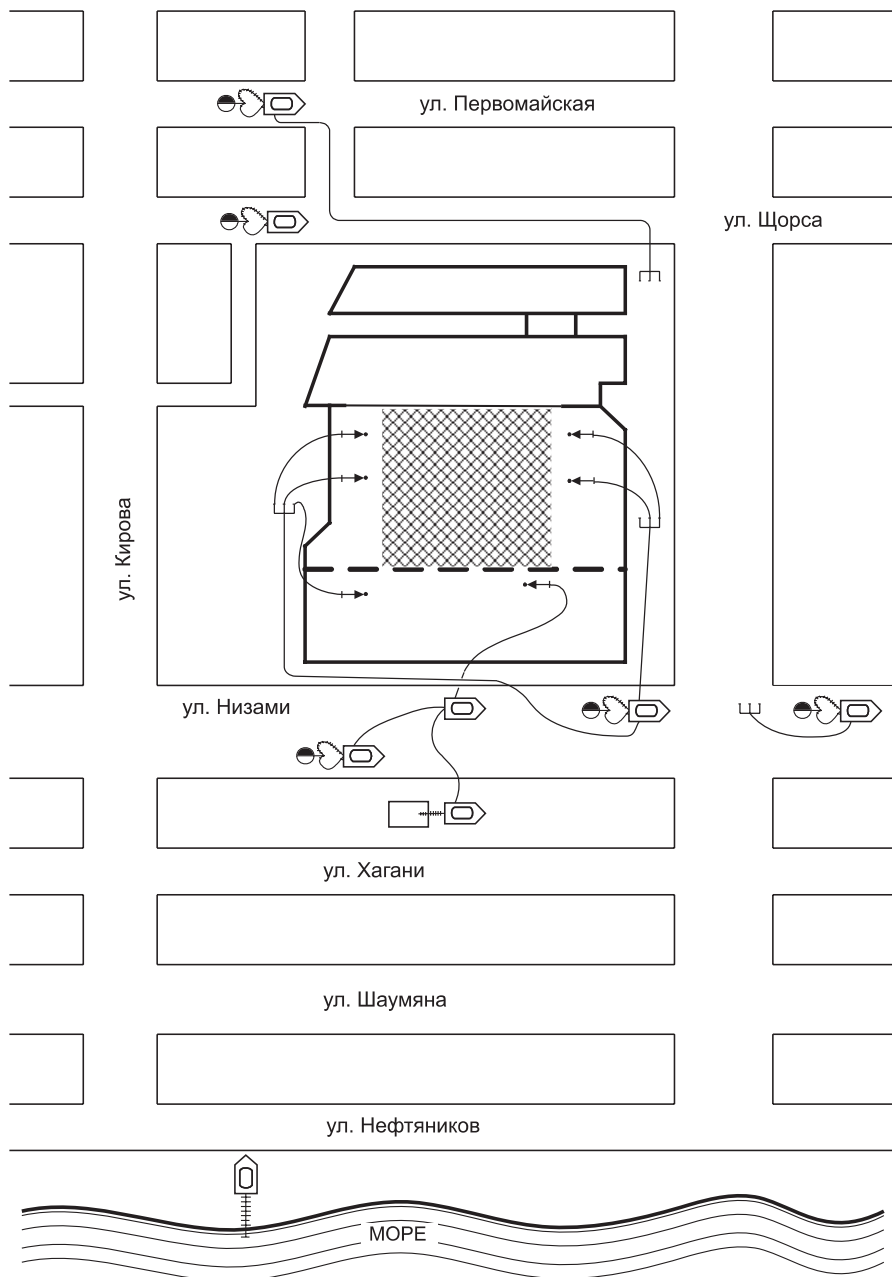 ул. Первомайская
ул. Щорса
ул. Кирова
ул. Низами
ул. Хагани
ул. Шаумяна
ул. Нефтяников
МОРЕ